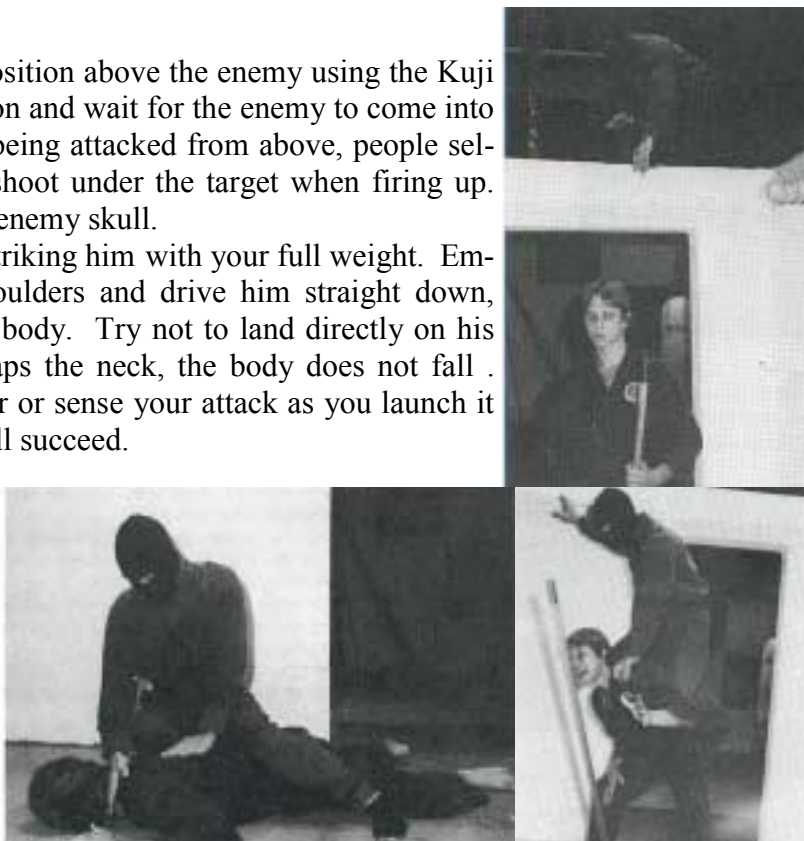 osition above the enemy using the Kuji
on and wait for the enemy to come into
being attacked from above, people sel-
shoot under the target when firing up.
enemy skull.
triking him with your full weight. Em-
oulders and drive him straight down,
body. Try not to land directly on his
aps the neck, the body does not fall .
r or sense your attack as you launch it
ll succeed.